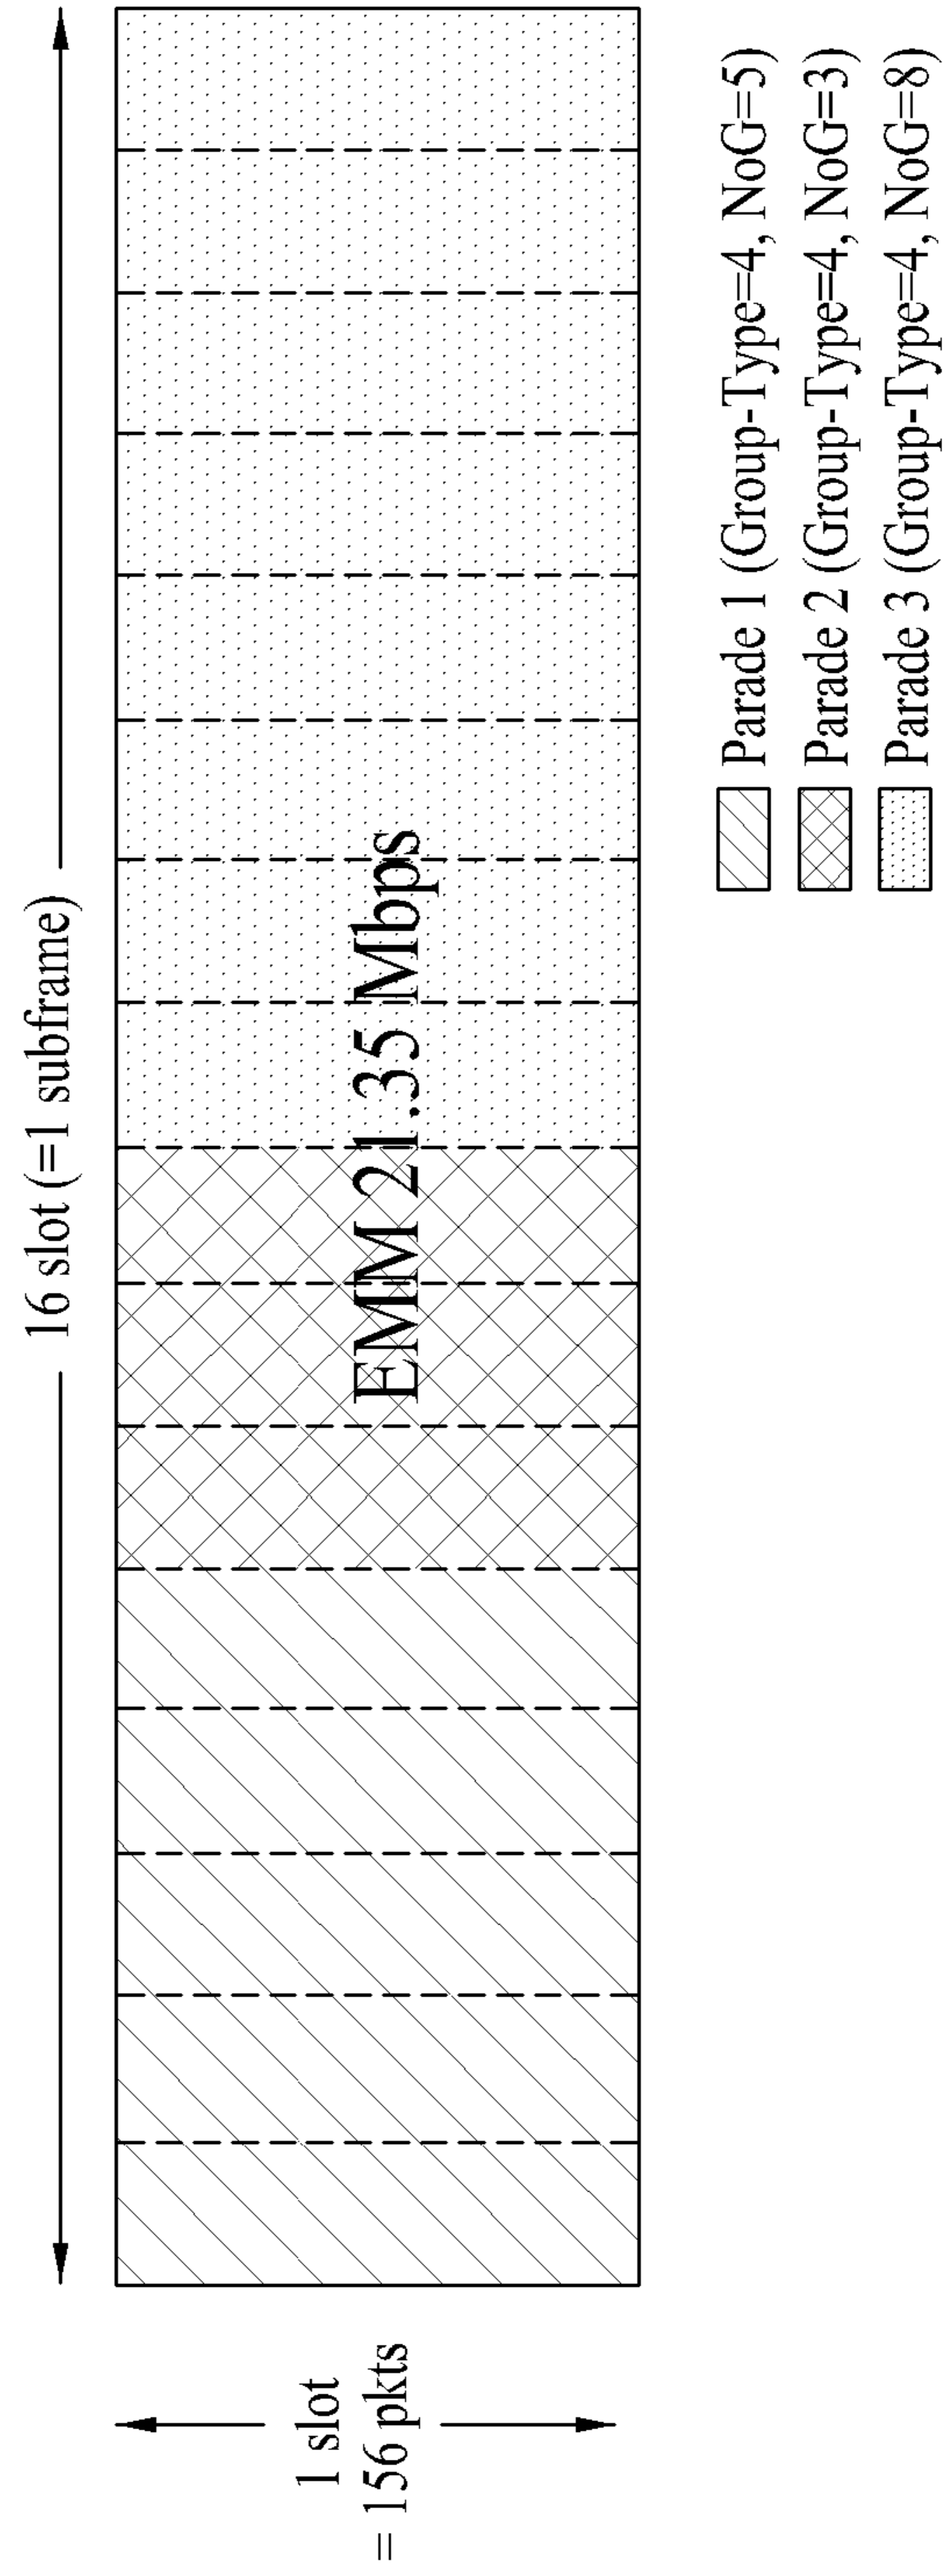 16 slot (=1 subframe)
1 slot
= 156 pkts
EMM 21.35 Mbps
Parade 1 (Group-Type=4, NoG=5)
Parade 2 (Group-Type=4, NoG=3)
Parade 3 (Group-Type=4, NoG=8)